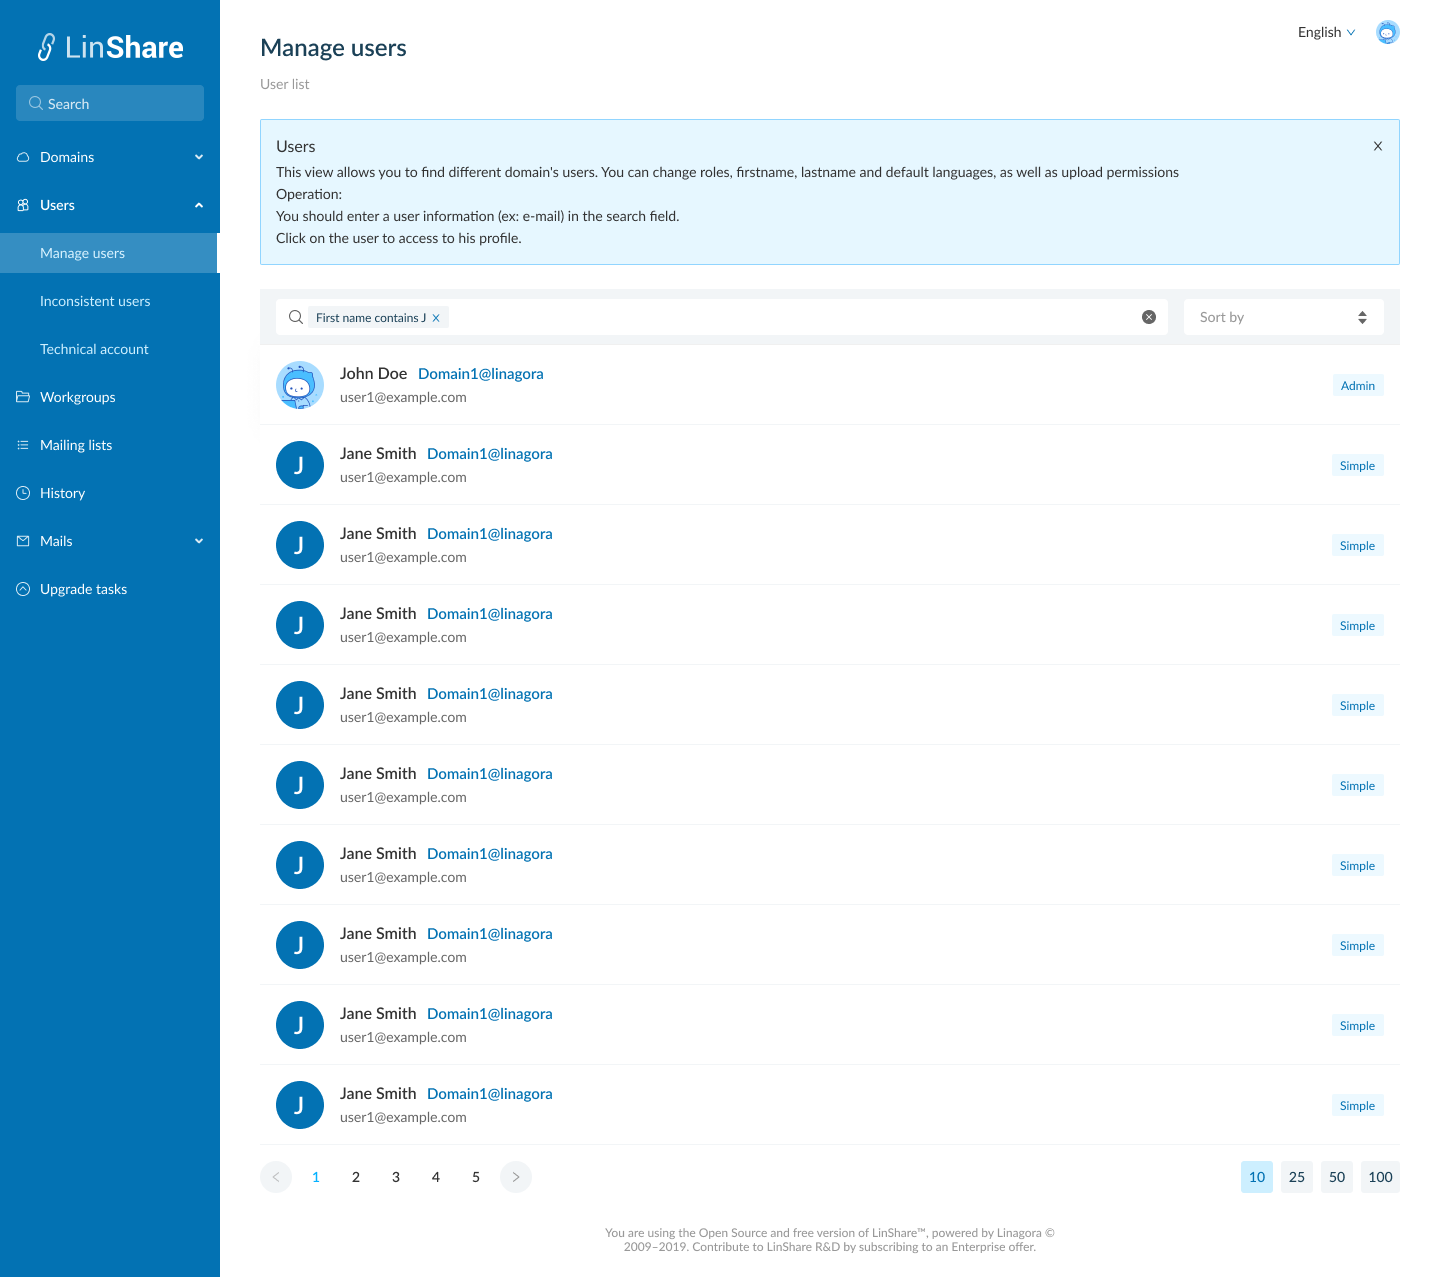 LinShare
Search
Domains
Users
Manage users
Inconsistent users
Technical account
Workgroups
Mailing lists
History
Mails
Upgrade tasks
English
Manage users
User list
Users
This view allows you to find different domain's users. You can change roles, firstname, lastname and default languages, as well as upload permissions
Operation:
You should enter a user information (ex: e-mail) in the search field.
Click on the user to access to his profile.
First name contains J
Sort by
John Doe Domain1@linagora
user1@example.com
Admin
J
Jane Smith Domain1@linagora
user1@example.com
Simple
J
Jane Smith Domain1@linagora
user1@example.com
Simple
J
Jane Smith Domain1@linagora
user1@example.com
Simple
J
Jane Smith Domain1@linagora
user1@example.com
Simple
J
Jane Smith Domain1@linagora
user1@example.com
Simple
J
Jane Smith Domain1@linagora
user1@example.com
Simple
J
Jane Smith Domain1@linagora
user1@example.com
Simple
J
Jane Smith Domain1@linagora
user1@example.com
Simple
J
Jane Smith Domain1@linagora
user1@example.com
Simple
1 2 3 4 5
10 25 50 100
You are using the Open Source and free version of LinShare™, powered by Linagora ©
2009–2019. Contribute to LinShare R&D by subscribing to an Enterprise offer.